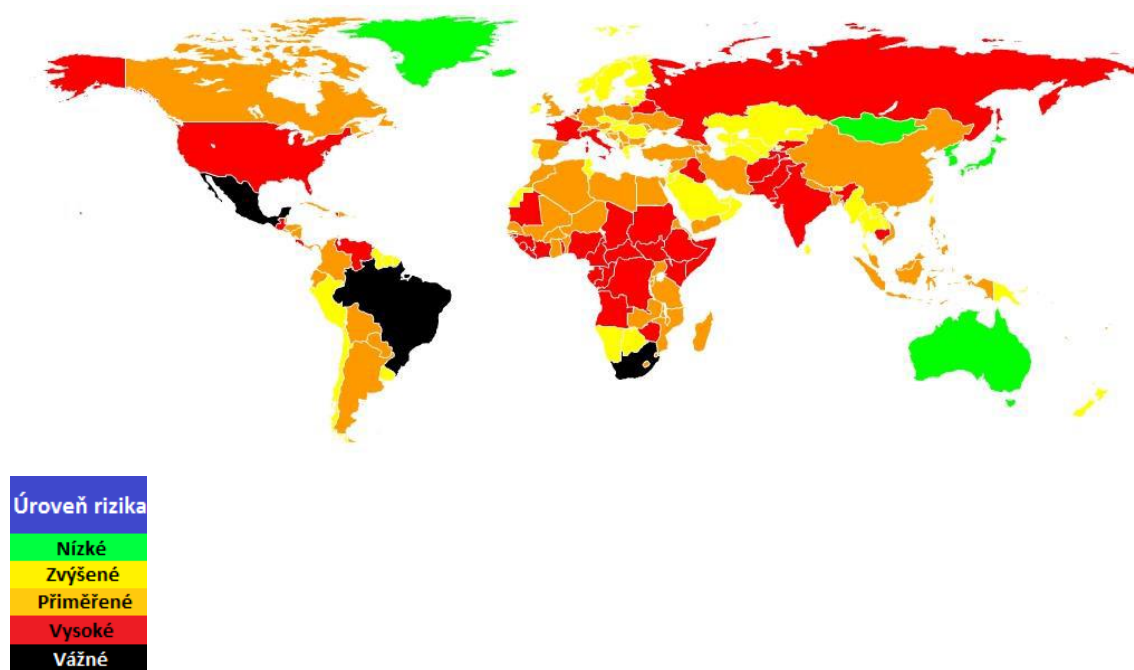 Úroveň rizika
Nízké
Zvýšené
Přiměřené
Vysoké
Vážné